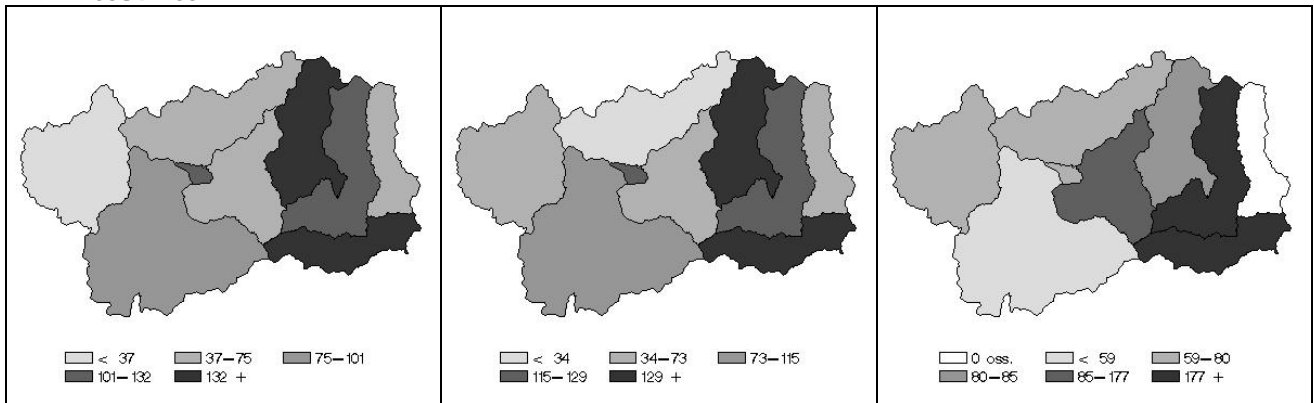 < 37 37-75 75-101
101-132 132 +
< 34 34-73 73-115
115-129 129 +
0 oss. < 59 59-80
80-85 85-177 177 +